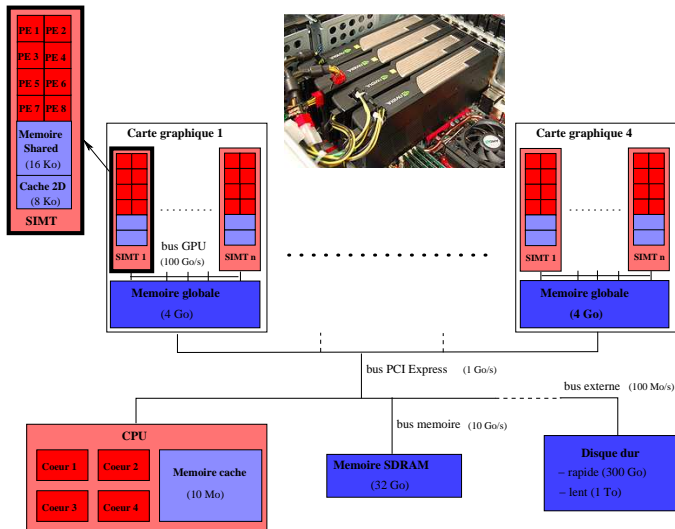 PE 1 PE 2
PE 3 PE 4
PE 5 PE 6
PE 7 PE 8
Memoire
Shared
(16 Ko)
Cache 2D
(8 Ko)
SIMT
Carte graphique 1
SIMT 1
SIMT n
bus GPU
(100 Go/s)
Memoire globale
(4 Go)
Carte graphique 4
SIMT 1
SIMT n
Memoire globale
(4 Go)
bus PCI Express (1 Go/s)
bus externe (100 Mo/s)
bus memoire (10 Go/s)
CPU
Coeur 1
Coeur 2
Coeur 3
Coeur 4
Memoire cache
(10 Mo)
Memoire SDRAM
(32 Go)
Disque dur
– rapide (300 Go)
– lent (1 To)